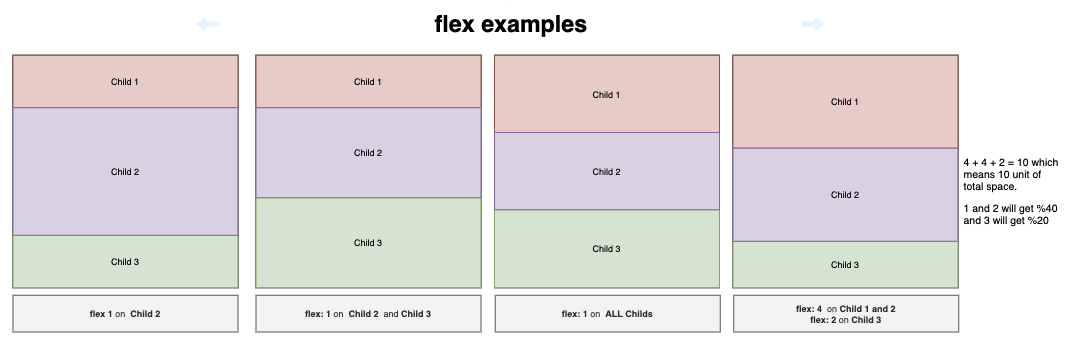 flex examples
Child 1
Child 2
Child 3
flex 1 on Child 2
Child 1
Child 2
Child 3
flex: 1 on Child 2 and Child 3
Child 1
Child 2
Child 3
flex: 1 on ALL Childs
Child 1
Child 2
Child 3
flex: 4 on Child 1 and 2
flex: 2 on Child 3
4 + 4 + 2 = 10 which
means 10 unit of
total space.
1 and 2 will get %40
and 3 will get %20